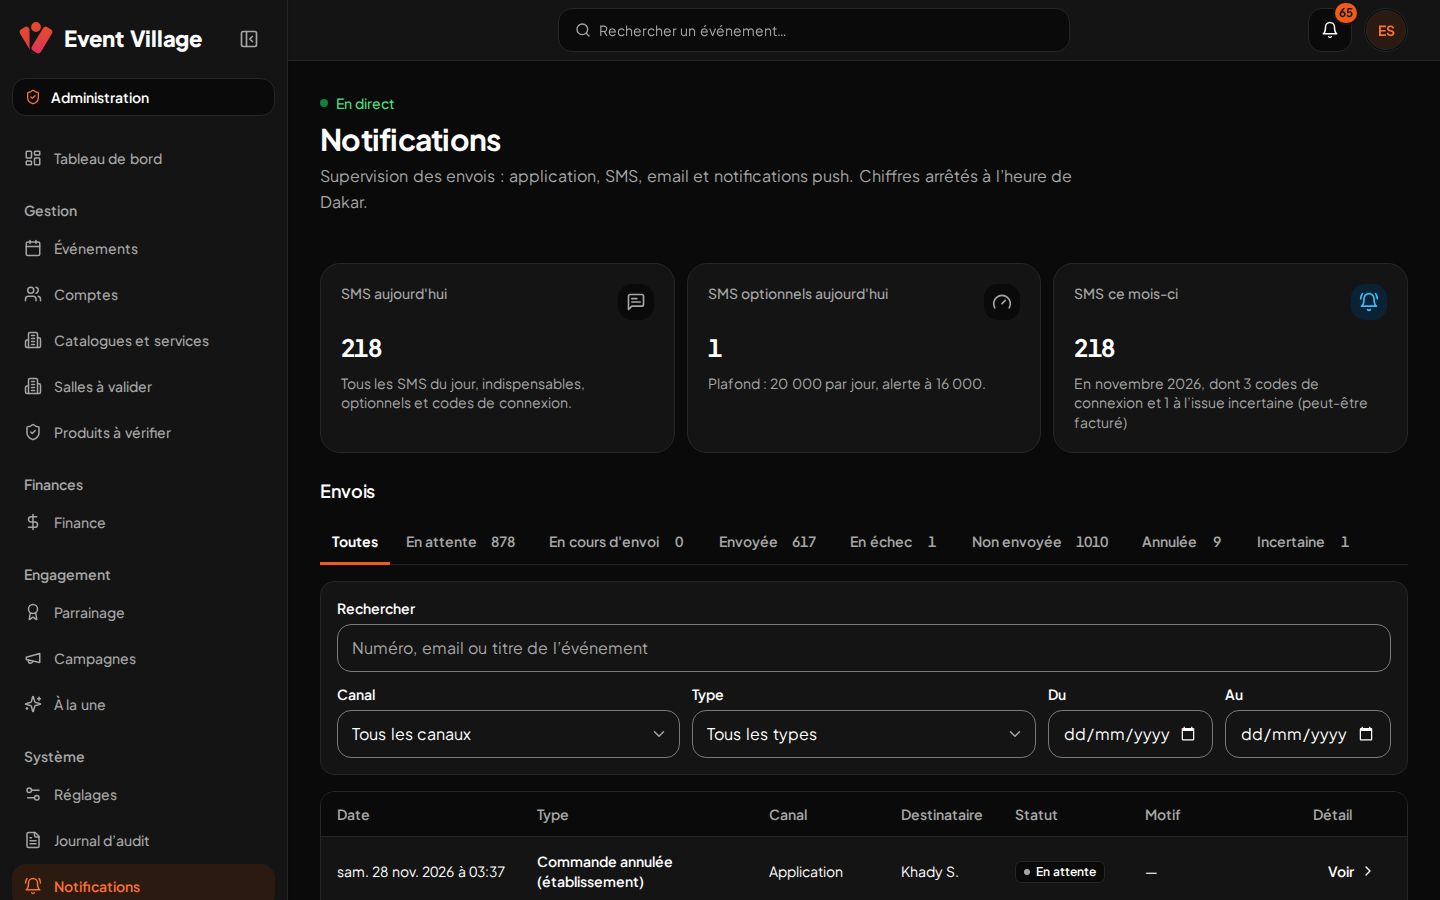 Event Village
Rechercher un événement…
65
ES
Administration
Tableau de bord
Gestion
Événements
Comptes
Catalogues et services
Salles à valider
Produits à vérifier
Finances
Finance
Engagement
Parrainage
Campagnes
À la une
Système
Réglages
Journal d’audit
Notifications
En direct
Notifications
Supervision des envois : application, SMS, email et notifications push. Chiffres arrêtés à l’heure de
Dakar.
SMS aujourd'hui
218
Tous les SMS du jour, indispensables,
optionnels et codes de connexion.
SMS optionnels aujourd'hui
1
Plafond : 20 000 par jour, alerte à 16 000.
SMS ce mois-ci
218
En novembre 2026, dont 3 codes de
connexion et 1 à l’issue incertaine (peut-être
facturé)
Envois
Toutes En attente 878 En cours d'envoi 0 Envoyée 617 En échec 1 Non envoyée 1010 Annulée 9 Incertaine 1
Rechercher
Numéro, email ou titre de l’événement
Canal Type Du Au
Tous les canaux Tous les types dd/mm/yyyy dd/mm/yyyy
Date Type Canal Destinataire Statut Motif Détail
sam. 28 nov. 2026 à 03:37 Commande annulée
(établissement) Application Khady S. En attente — Voir